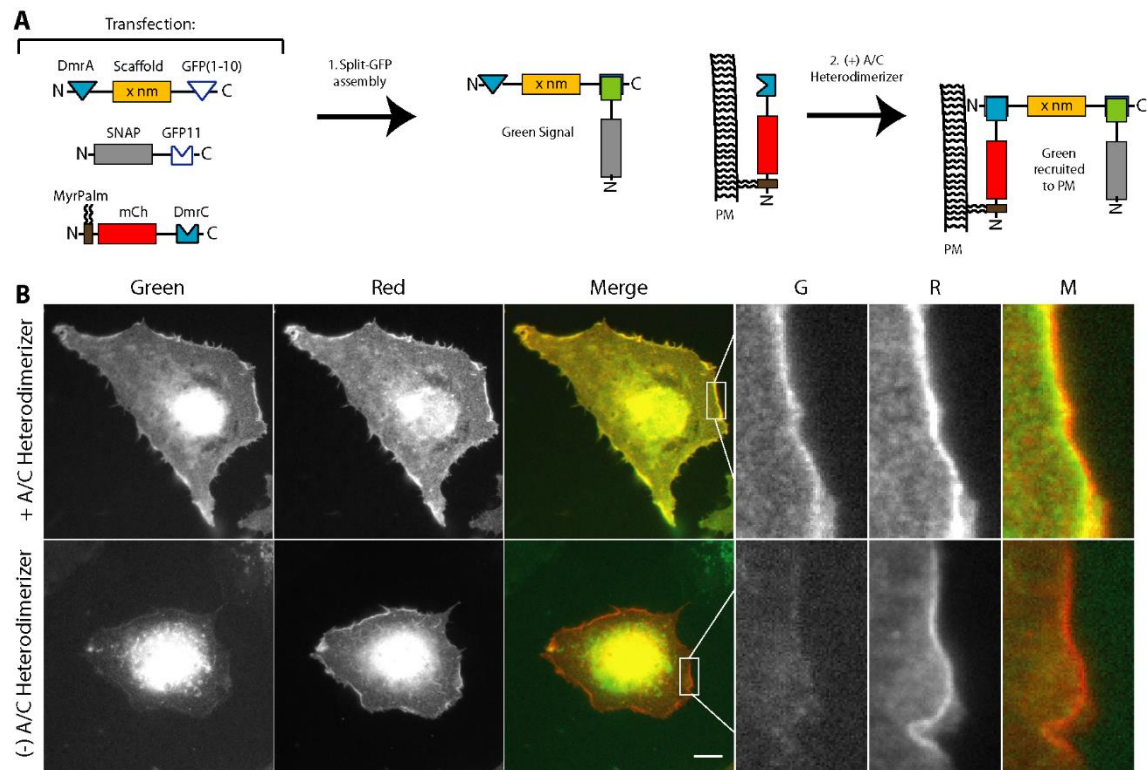 A
Transfection:
DmrA Scaffold GFP(1-10)
N x nm C
SNAP GFP11
N C
MyrPalm
mCh DmrC
N C
1. Split-GFP
assembly
N x nm C
Green Signal
N
PM
N
2. (+) A/C
Heterodimerizer
N x nm C
Green
recruited
to PM
N
N
PM
B
Green Red Merge G R M
+ A/C Heterodimerizer
(-) A/C Heterodimerizer